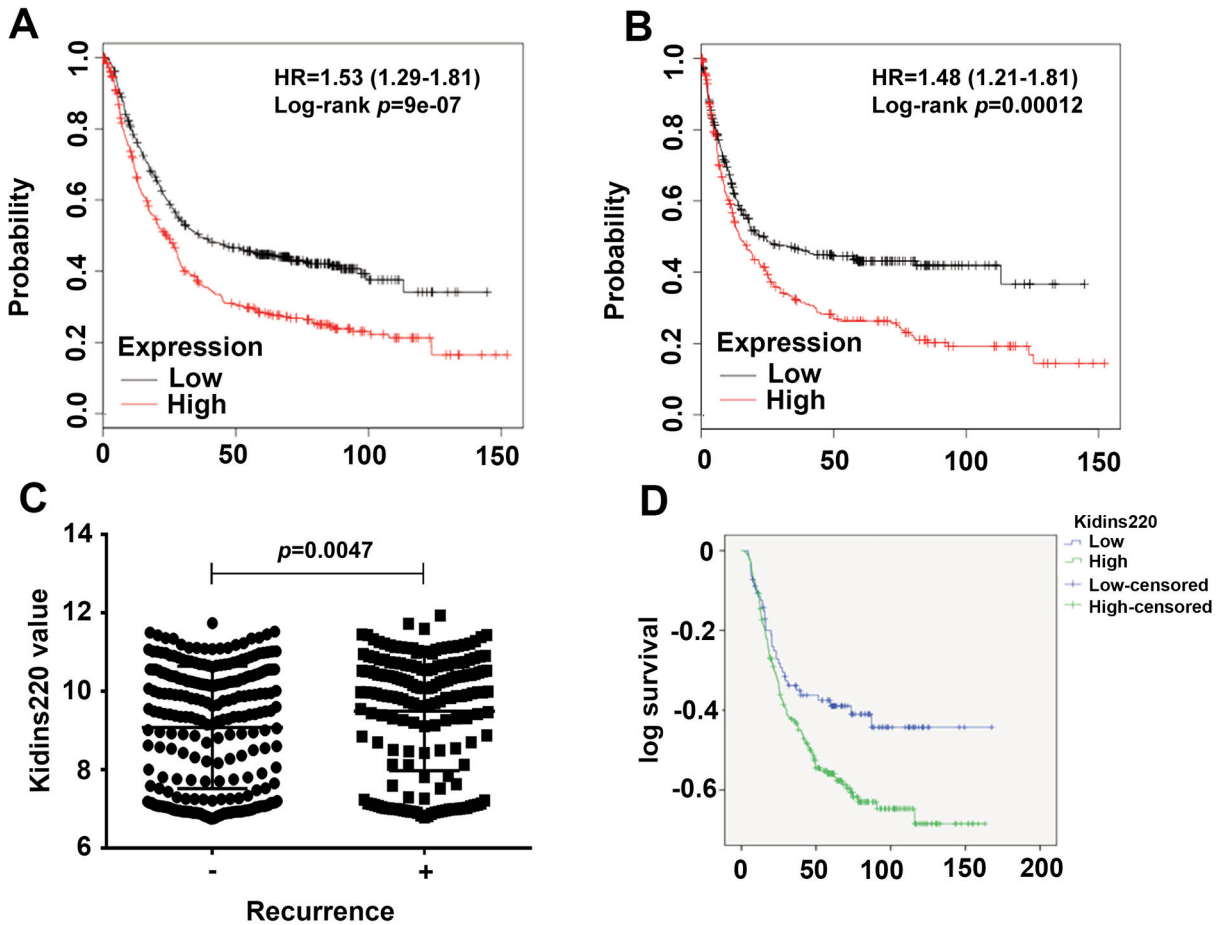 A
HR=1.53 (1.29-1.81)
Log-rank p=9e-07
Probability
1.0
0.8
0.6
0.4
0.2
0.0
Expression
Low
High
0
50
100
150
B
HR=1.48 (1.21-1.81)
Log-rank p=0.00012
Probability
1.0
0.8
0.6
0.4
0.2
0.0
Expression
Low
High
0
50
100
150
C
p=0.0047
Kidins220 value
14
12
10
8
6
-
+
Recurrence
D
log survival
0
-0.2
-0.4
-0.6
0
50
100
150
200
Kidins220
Low
High
Low-censored
High-censored